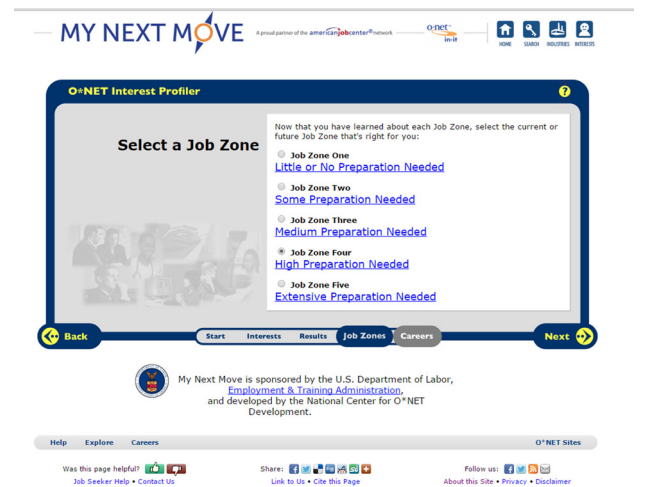 MY NEXT MOVE
A proud partner of the americanjobcenter® network
o·net™ in-it
HOME SEARCH INDUSTRIES INTERESTS
O*NET Interest Profiler
?
Select a Job Zone
Now that you have learned about each Job Zone, select the current or
future Job Zone that's right for you:
Job Zone One
Little or No Preparation Needed
Job Zone Two
Some Preparation Needed
Job Zone Three
Medium Preparation Needed
Job Zone Four
High Preparation Needed
Job Zone Five
Extensive Preparation Needed
Back Start Interests Results Job Zones Careers Next
My Next Move is sponsored by the U.S. Department of Labor,
Employment & Training Administration,
and developed by the National Center for O*NET
Development.
Help Explore Careers O*NET Sites
Was this page helpful? Share: Follow us:
Job Seeker Help • Contact Us Link to Us • Cite this Page About this Site • Privacy • Disclaimer